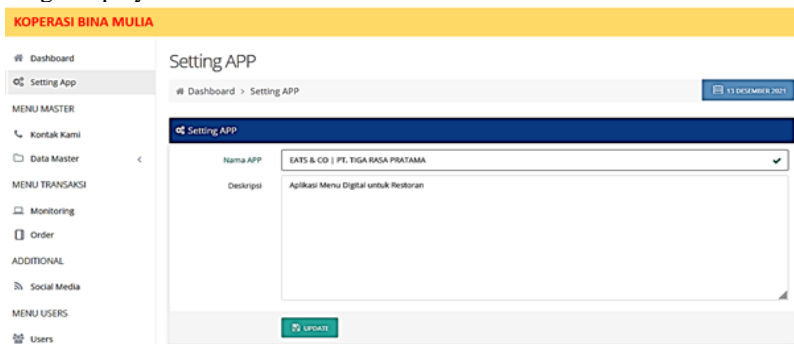 KOPERASI BINA MULIA
Dashboard
Setting App
MENU MASTER
Kontak Kami
Data Master
MENU TRANSAKSI
Monitoring
Order
ADDITIONAL
Social Media
MENU USERS
Users
Setting APP
Dashboard > Setting APP
13 DESEMBER 2021
Setting APP
Nama APP
EATS & CO | PT. TIGA RASA PRATAMA
Deskripsi
Aplikasi Menu Digital untuk Restoran
UPDATE